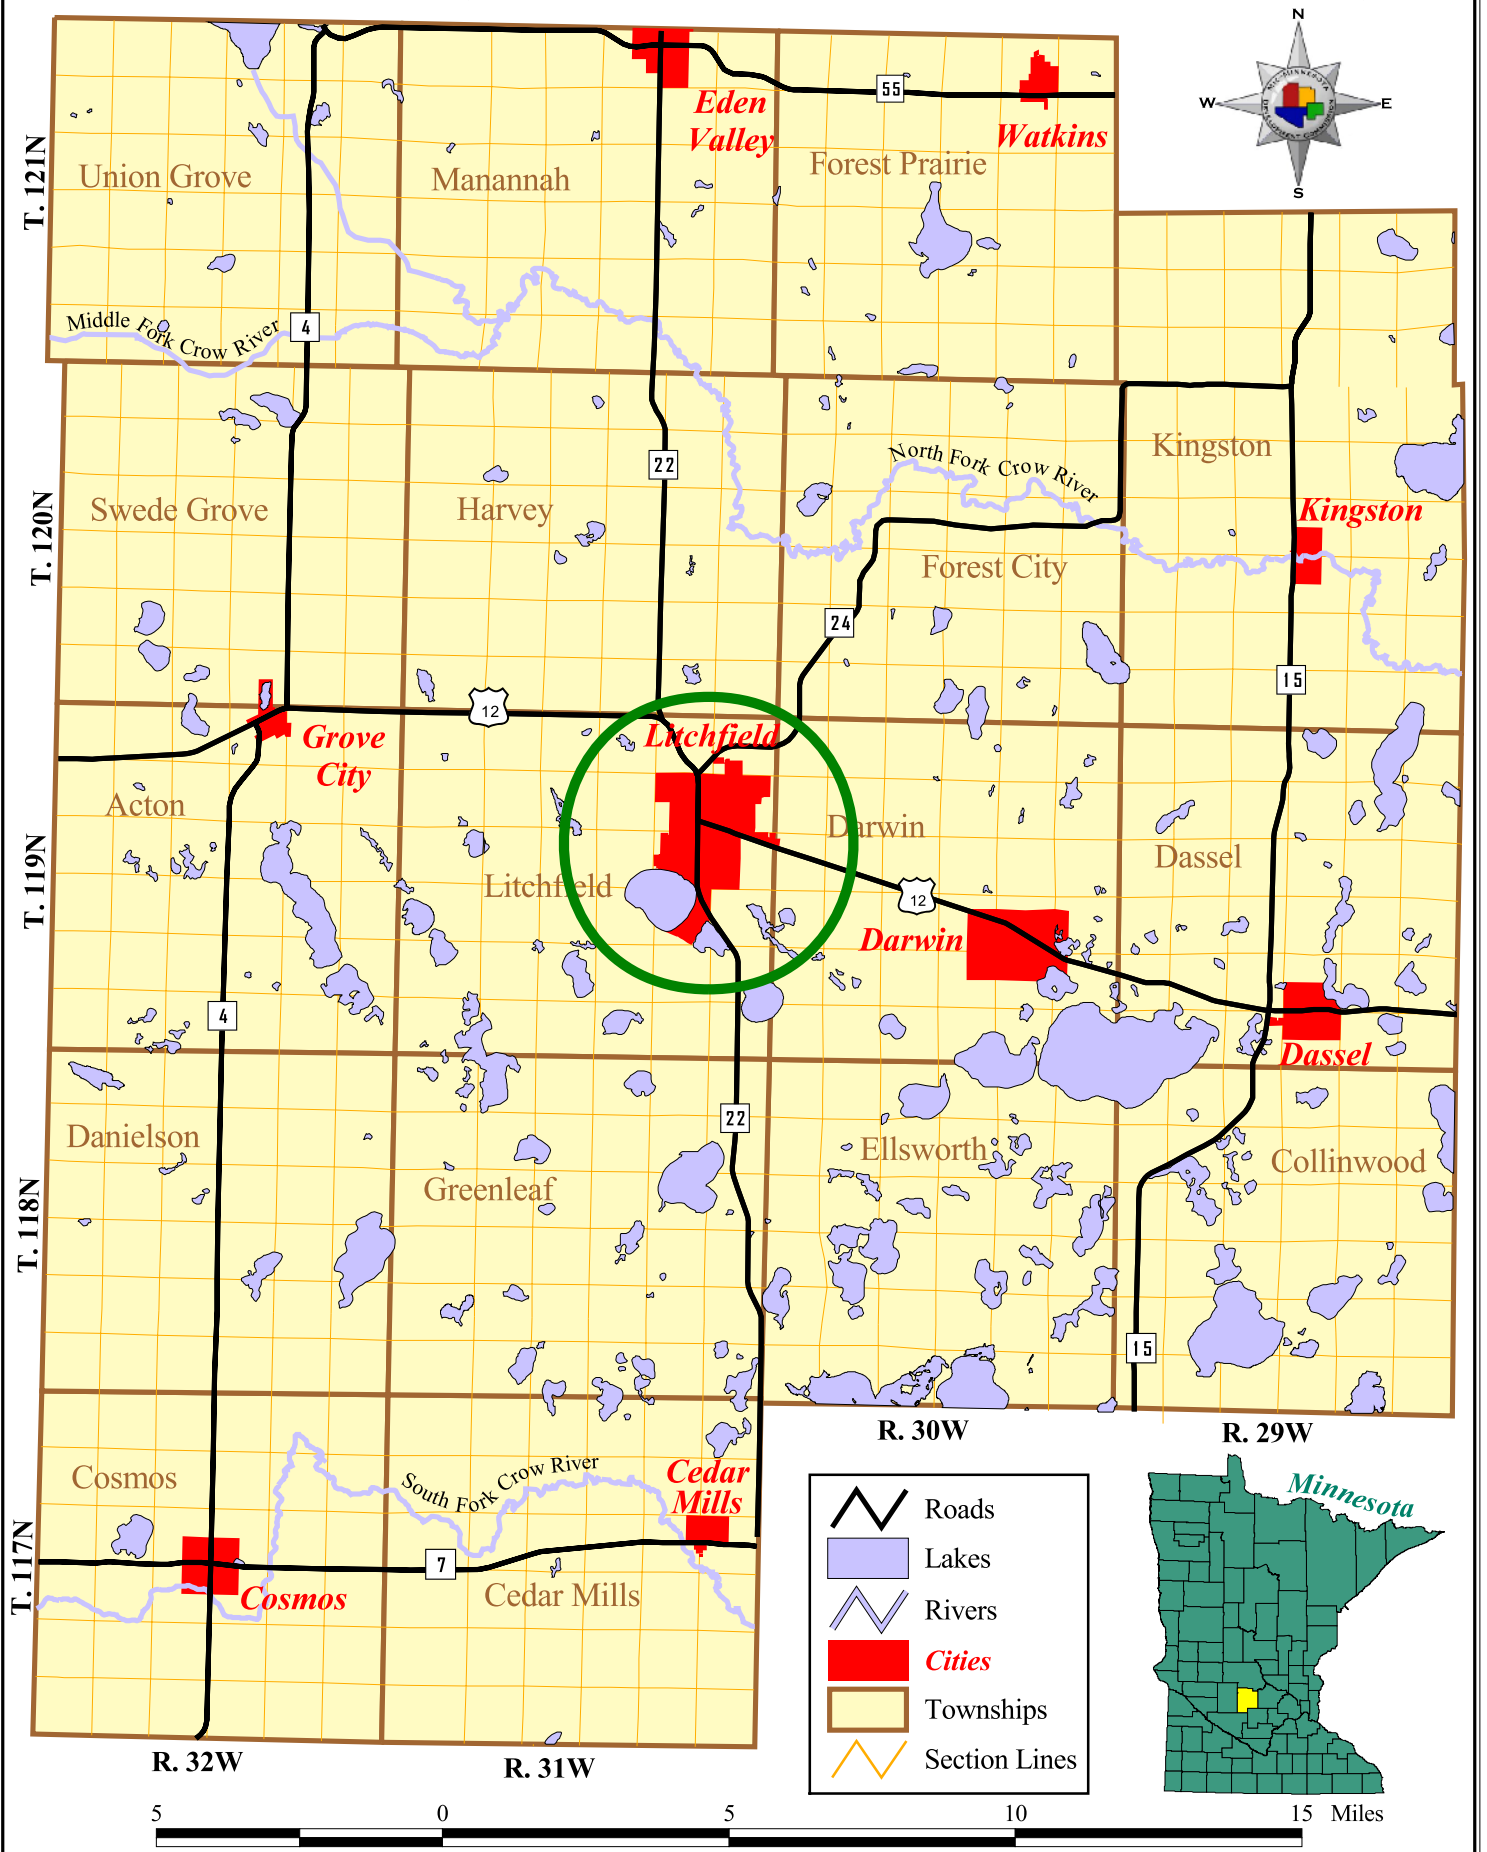 N
W
E
S
MID-MINNESOTA
DEVELOPMENT COMMISSION
55
Eden
Valley
Watkins
T. 121N
Union Grove
Manannah
Forest Prairie
Middle Fork Crow River
4
Kingston
North Fork Crow River
22
Swede Grove
Harvey
Kingston
T. 120N
Forest City
24
15
12
Litchfield
Grove
City
Acton
Darwin
Dassel
T. 119N
Litchfield
12
Darwin
4
Dassel
22
Danielson
Ellsworth
Collinwood
Greenleaf
T. 118N
15
R. 30W
R. 29W
Cosmos
South Fork Crow River
Cedar
Mills
T. 117N
7
Cosmos
Cedar Mills
R. 32W
R. 31W
Roads
Lakes
Rivers
Cities
Townships
Section Lines
Minnesota
5 0 5 10 15 Miles